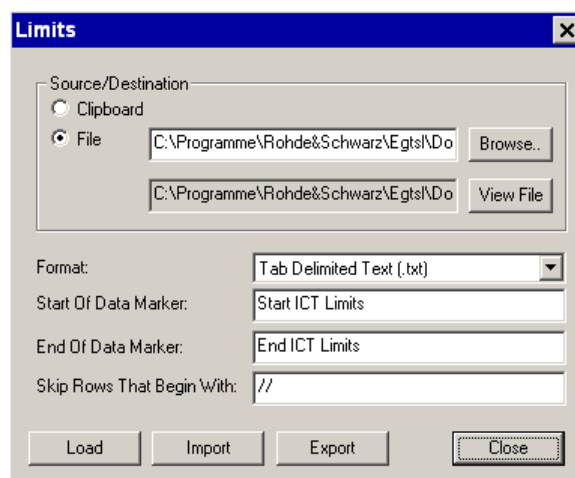 Limits
Source/Destination
Clipboard
File C:\Programme\Rohde&Schwarz\Egtsl\Do Browse..
C:\Programme\Rohde&Schwarz\Egtsl\Do View File
Format: Tab Delimited Text (.txt)
Start Of Data Marker: Start ICT Limits
End Of Data Marker: End ICT Limits
Skip Rows That Begin With: //
Load Import Export Close